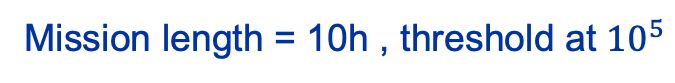 Mission length = 10h , threshold at 10⁵